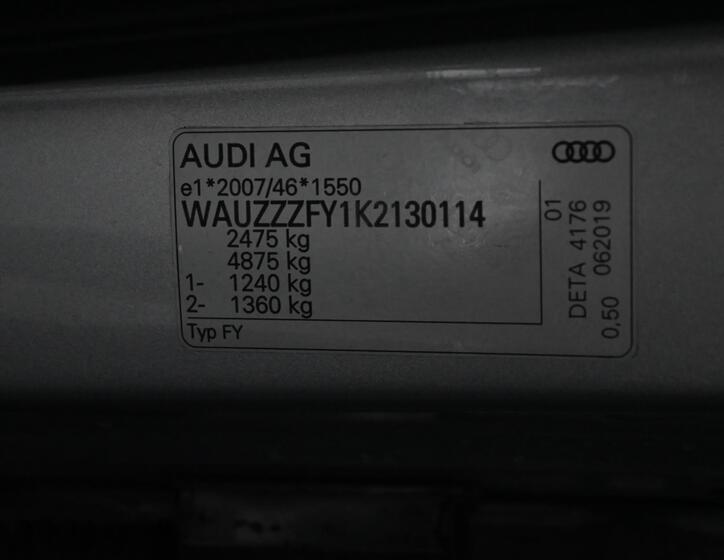 AUDI AG
e1*2007/46*1550
WAUZZZFY1K2130114
2475 kg
4875 kg
1- 1240 kg
2- 1360 kg
Typ FY
01
DETA 4176
0,50 062019